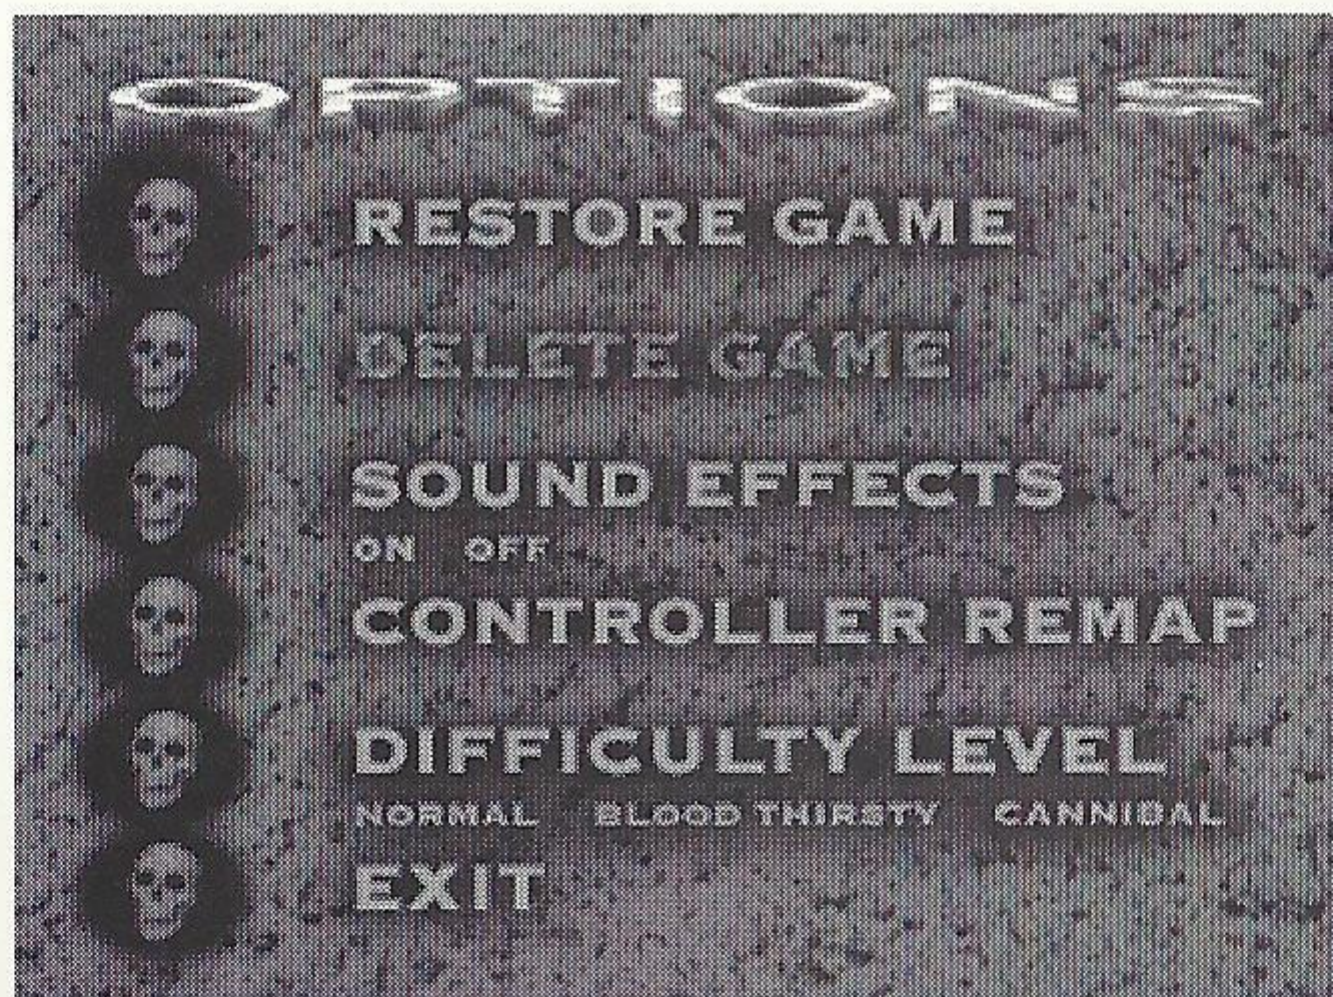 OPTIONS
RESTORE GAME
DELETE GAME
SOUND EFFECTS
ON OFF
CONTROLLER REMAP
DIFFICULTY LEVEL
NORMAL BLOOD THIRSTY CANNIBAL
EXIT